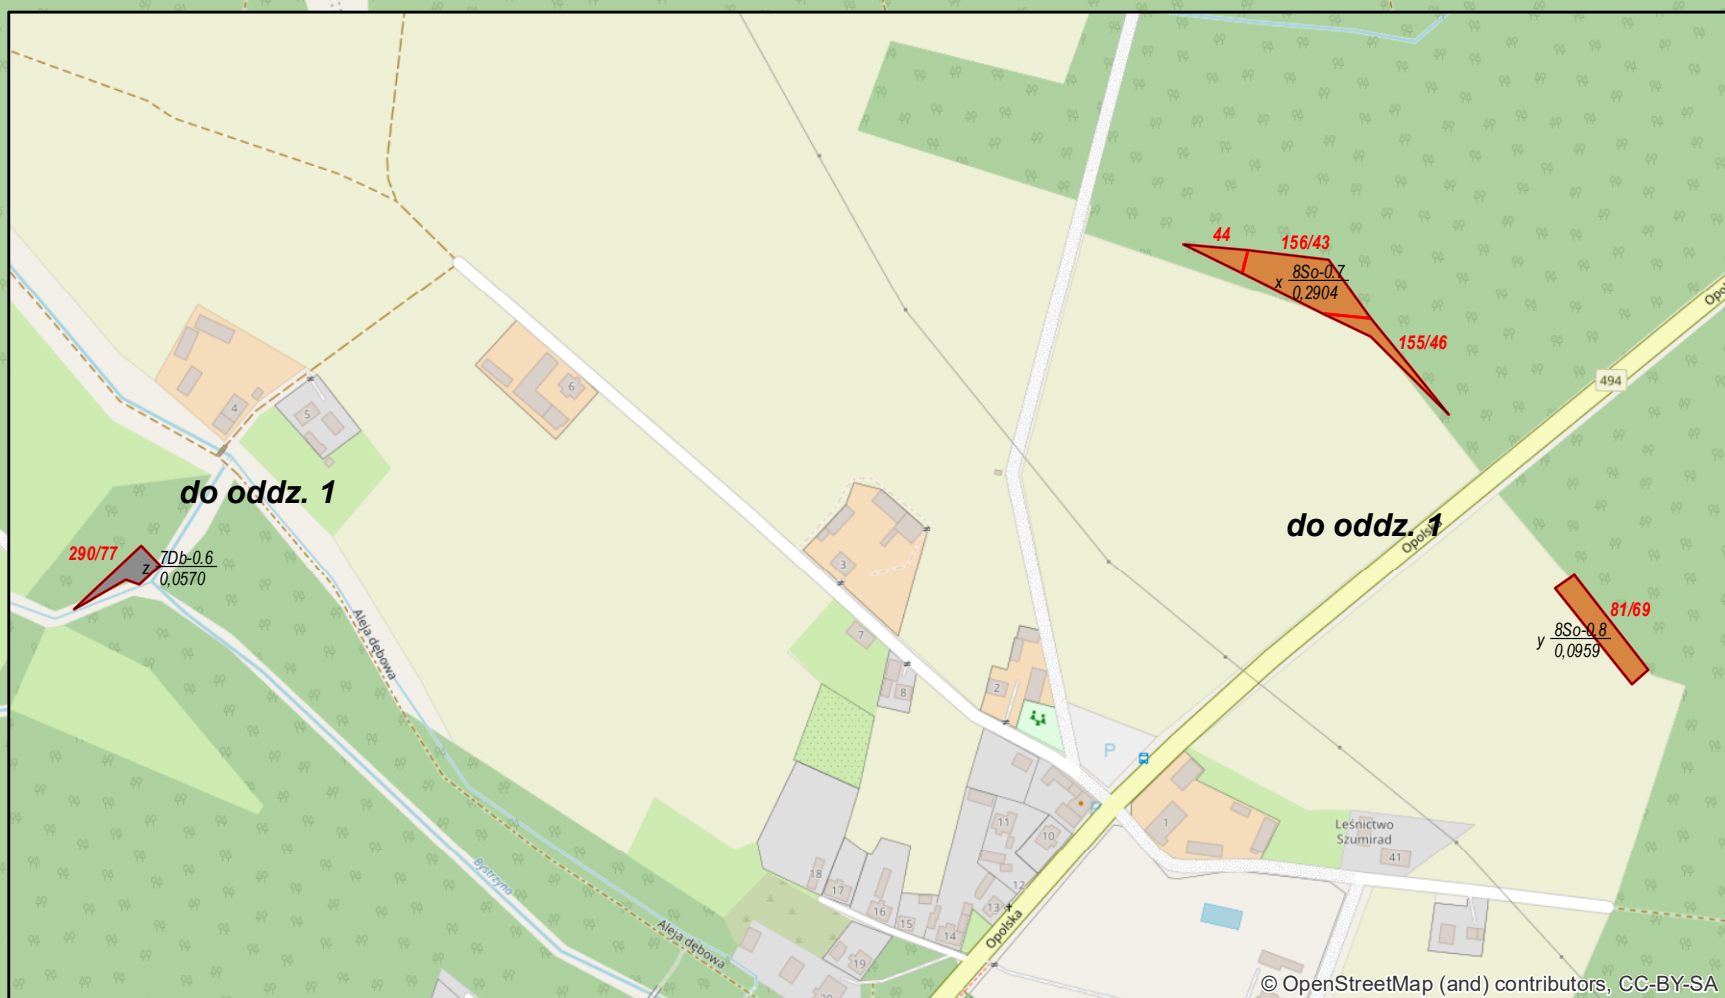 44
156/43
x 8So-0.7
0,2904
155/46
Opols
494
4
5
6
do oddz. 1
do oddz. 1
Opolska
290/77
z 7Db-0.6
0,0570
3
81/69
y 8So-0.8
0,0959
Aleja dębowa
7
8
2
P
1
Leśnictwo
Szumirad
41
11
10
Bystrzyna
18
17
12
16
13
15
14
Opolska
Aleja dębowa
19
20
© OpenStreetMap (and) contributors, CC-BY-SA